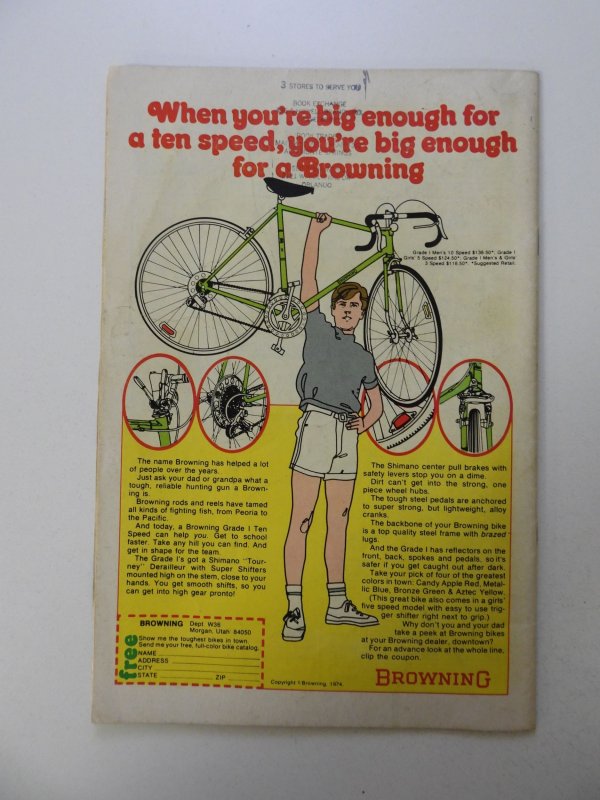 3 STORES TO SERVE YOU
BOOK EXCHANGE
When you're big enough for
a ten speed, you're big enough
for a Browning
ORLANDO
Grade I Men's 10 Speed $136.50*. Grade I
Girls' 5 Speed $124.50*. Grade I Men's & Girls'
3 Speed $116.50*. *Suggested Retail.
The name Browning has helped a lot
of people over the years.
Just ask your dad or grandpa what a
tough, reliable hunting gun a Brown-
ing is.
Browning rods and reels have tamed
all kinds of fighting fish, from Peoria to
the Pacific.
And today, a Browning Grade I Ten
Speed can help you. Get to school
faster. Take any hill you can find. And
get in shape for the team.
The Grade I's got a Shimano "Tour-
ney" Derailleur with Super Shifters
mounted high on the stem, close to your
hands. You get smooth shifts, so you
can get into high gear pronto!
The Shimano center pull brakes with
safety levers stop you on a dime.
Dirt can't get into the strong, one
piece wheel hubs.
The tough steel pedals are anchored
to super strong, but lightweight, alloy
cranks.
The backbone of your Browning bike
is a top quality steel frame with brazed
lugs.
And the Grade I has reflectors on the
front, back, spokes and pedals, so it's
safer if you get caught out after dark.
Take your pick of four of the greatest
colors in town: Candy Apple Red, Metal-
lic Blue, Bronze Green & Aztec Yellow.
(This great bike also comes in a girls'
five speed model with easy to use trig-
ger shifter right next to grip.)
Why don't you and your dad
take a peek at Browning bikes
at your Browning dealer, downtown?
For an advance look at the whole line,
clip the coupon.
BROWNING Dept. W36
Morgan, Utah 84050
Show me the toughest bikes in town.
Send me your free, full-color bike catalog.
free
NAME
ADDRESS
CITY
STATE ZIP
Copyright © Browning, 1974.
BROWNING